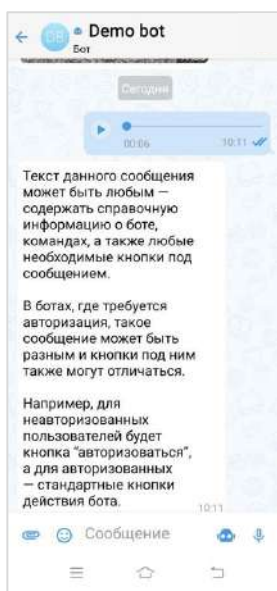 DB
Demo bot
Бот
Сегодня
00:06
10:11
Текст данного сообщения
может быть любым —
содержать справочную
информацию о боте,
командах, а также любые
необходимые кнопки под
сообщением.
В ботах, где требуется
авторизация, такое
сообщение может быть
разным и кнопки под ним
также могут отличаться.
Например, для
неавторизованных
пользователей будет
кнопка "авторизоваться",
а для авторизованных
— стандартные кнопки
действия бота.
10:11
Сообщение